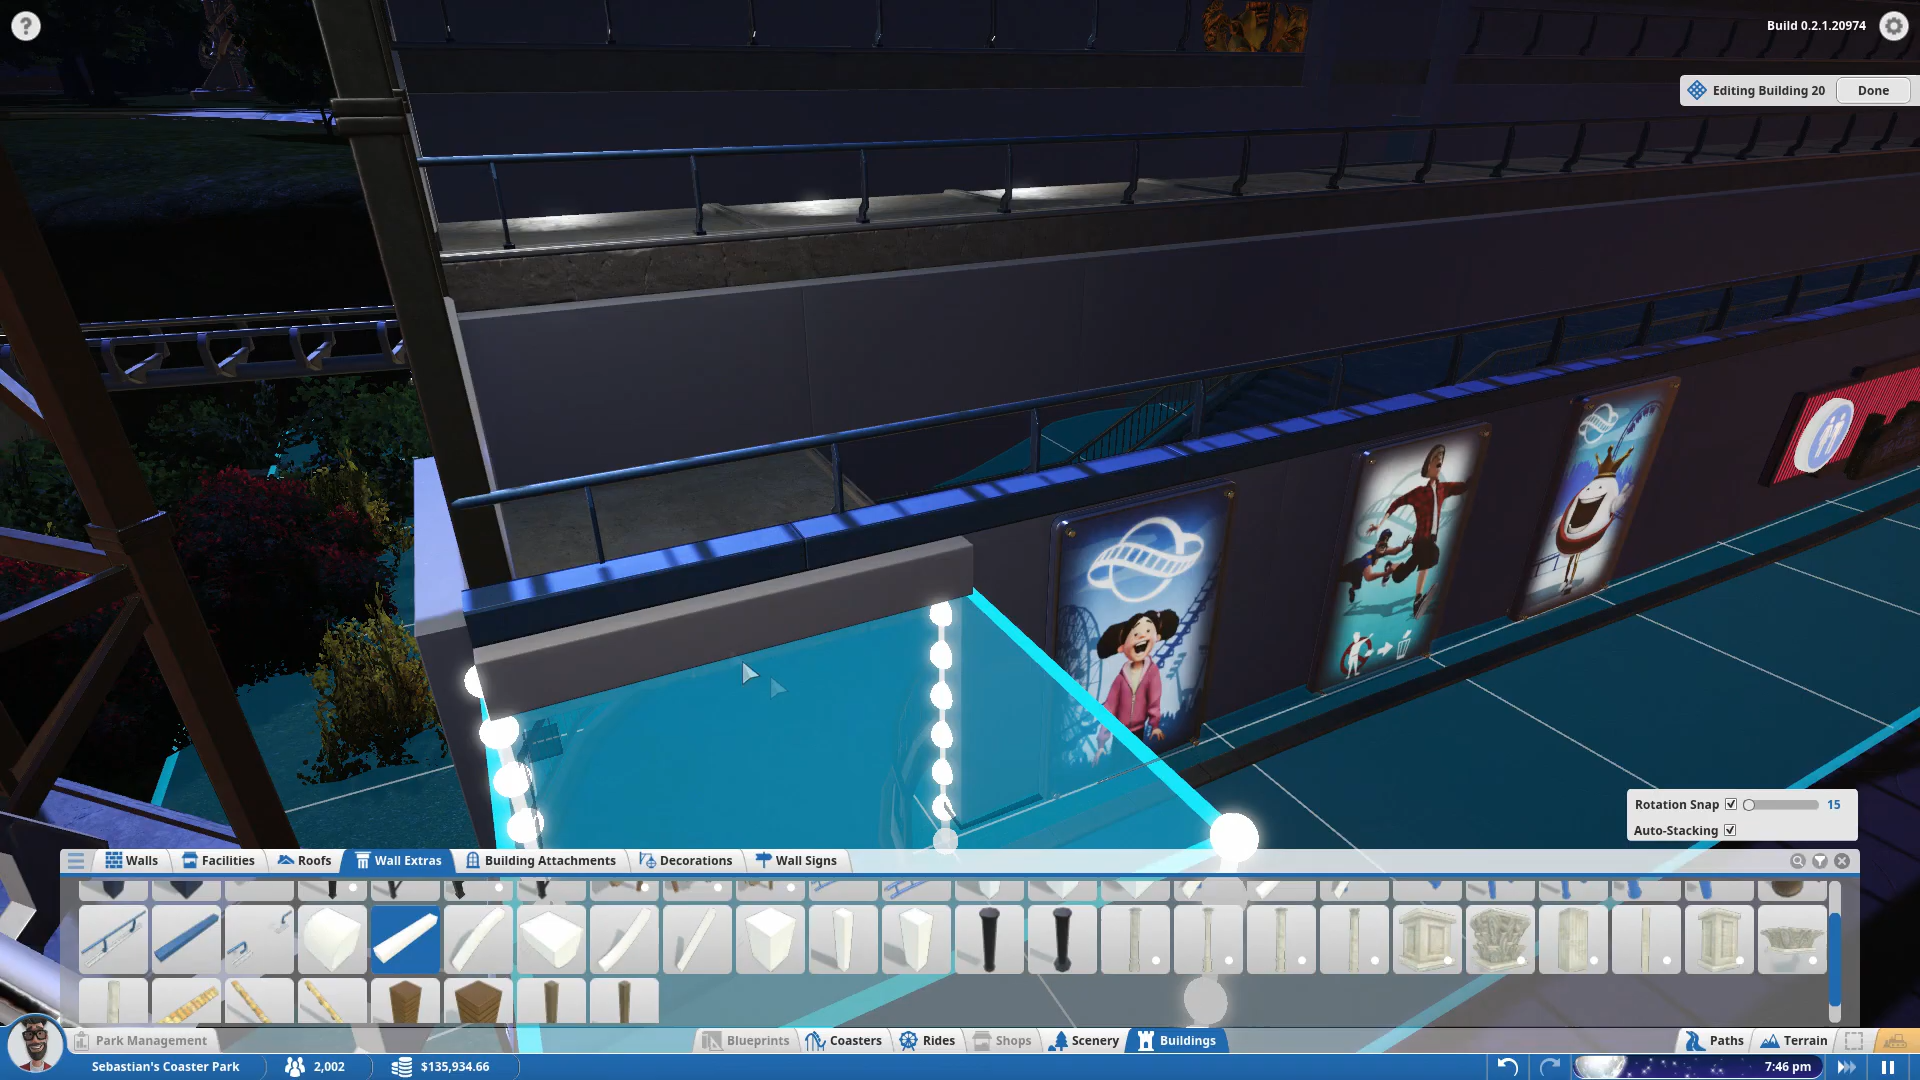 ?
Build 0.2.1.20974
Editing Building 20
Done
Rotation Snap
15
Auto-Stacking
Walls
Facilities
Roofs
Wall Extras
Building Attachments
Decorations
Wall Signs
Park Management
Blueprints
Coasters
Rides
Shops
Scenery
Buildings
Paths
Terrain
Sebastian's Coaster Park
2,002
$135,934.66
7:46 pm